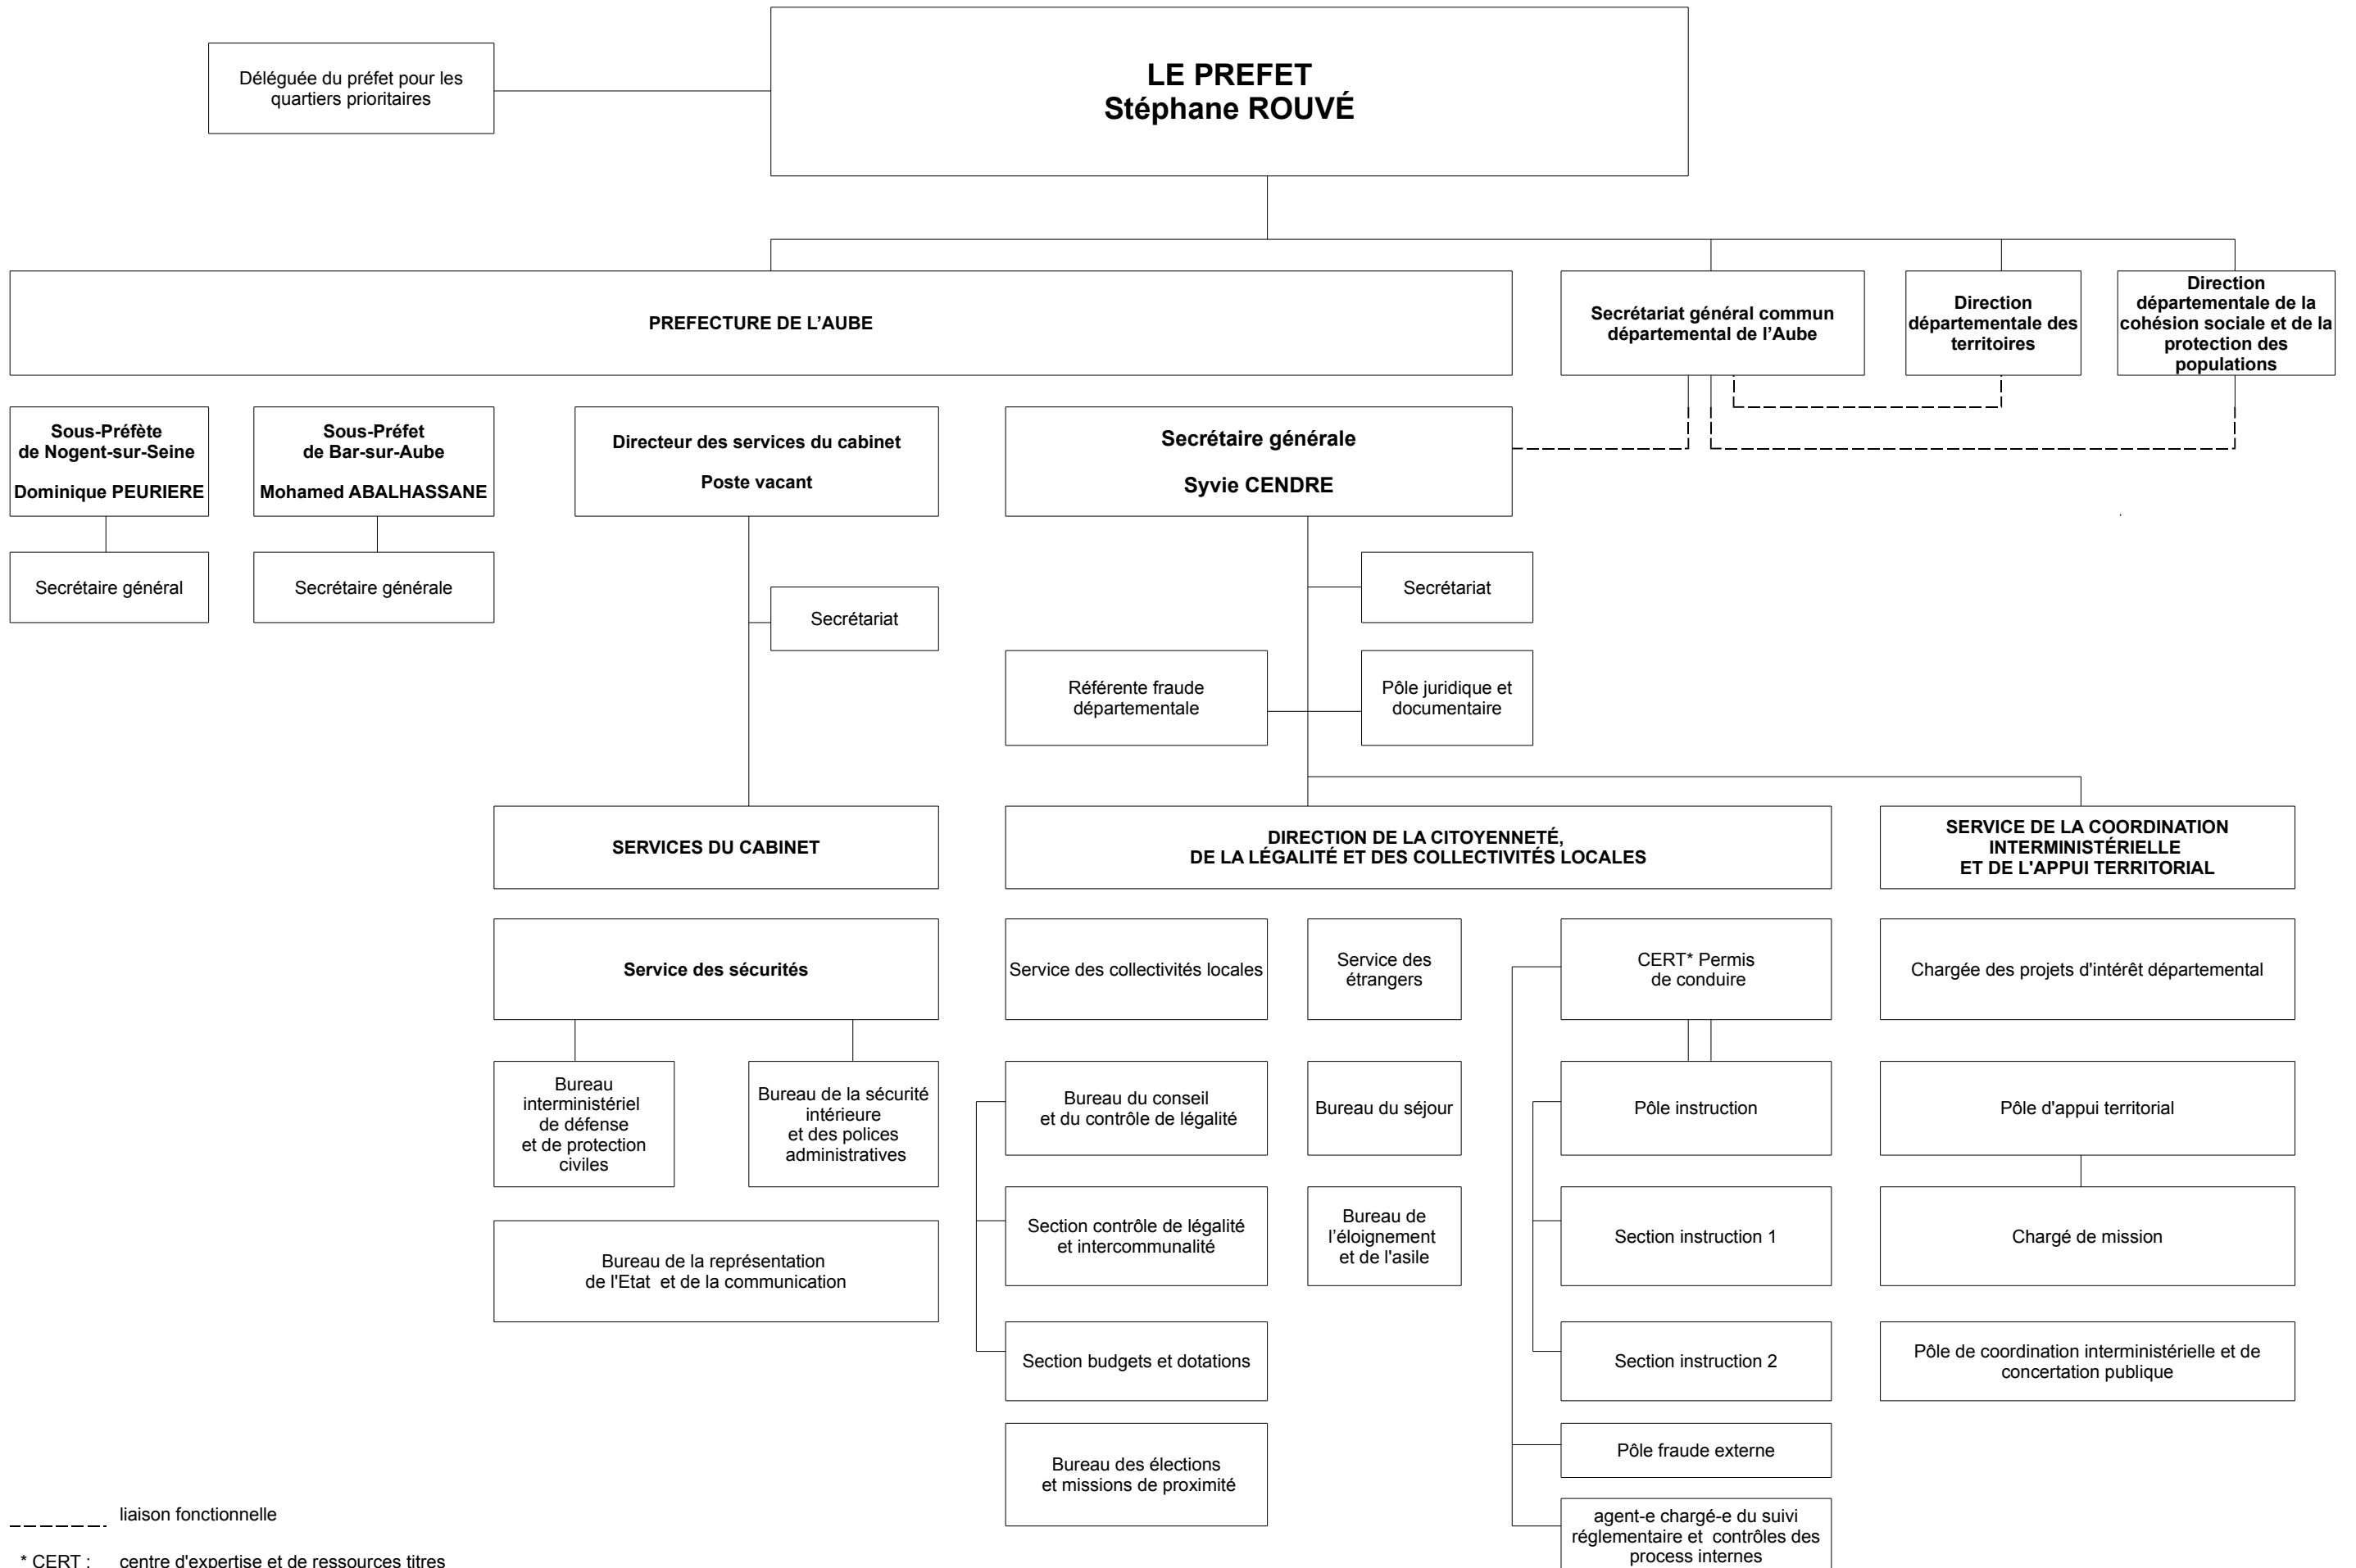 Déléguée du préfet pour les
quartiers prioritaires
LE PREFET
Stéphane ROUVÉ
PREFECTURE DE L’AUBE
Secrétariat général commun
départemental de l’Aube
Direction
départementale des
territoires
Direction
départementale de la
cohésion sociale et de la
protection des
populations
Sous-Préfète
de Nogent-sur-Seine
Dominique PEURIERE
Sous-Préfet
de Bar-sur-Aube
Mohamed ABALHASSANE
Directeur des services du cabinet
Poste vacant
Secrétaire générale
Syvie CENDRE
Secrétaire général
Secrétaire générale
Secrétariat
Secrétariat
Référente fraude
départementale
Pôle juridique et
documentaire
SERVICES DU CABINET
DIRECTION DE LA CITOYENNETÉ,
DE LA LÉGALITÉ ET DES COLLECTIVITÉS LOCALES
SERVICE DE LA COORDINATION
INTERMINISTÉRIELLE
ET DE L'APPUI TERRITORIAL
Service des sécurités
Service des collectivités locales
Service des
étrangers
CERT* Permis
de conduire
Chargée des projets d'intérêt départemental
Bureau
interministériel
de défense
et de protection
civiles
Bureau de la sécurité
intérieure
et des polices
administratives
Bureau du conseil
et du contrôle de légalité
Bureau du séjour
Pôle instruction
Pôle d'appui territorial
Bureau de la représentation
de l'Etat et de la communication
Section contrôle de légalité
et intercommunalité
Bureau de
l’éloignement
et de l'asile
Section instruction 1
Chargé de mission
Section budgets et dotations
Section instruction 2
Pôle de coordination interministérielle et de
concertation publique
Bureau des élections
et missions de proximité
Pôle fraude externe
agent-e chargé-e du suivi
réglementaire et contrôles des
process internes
liaison fonctionnelle
* CERT : centre d'expertise et de ressources titres